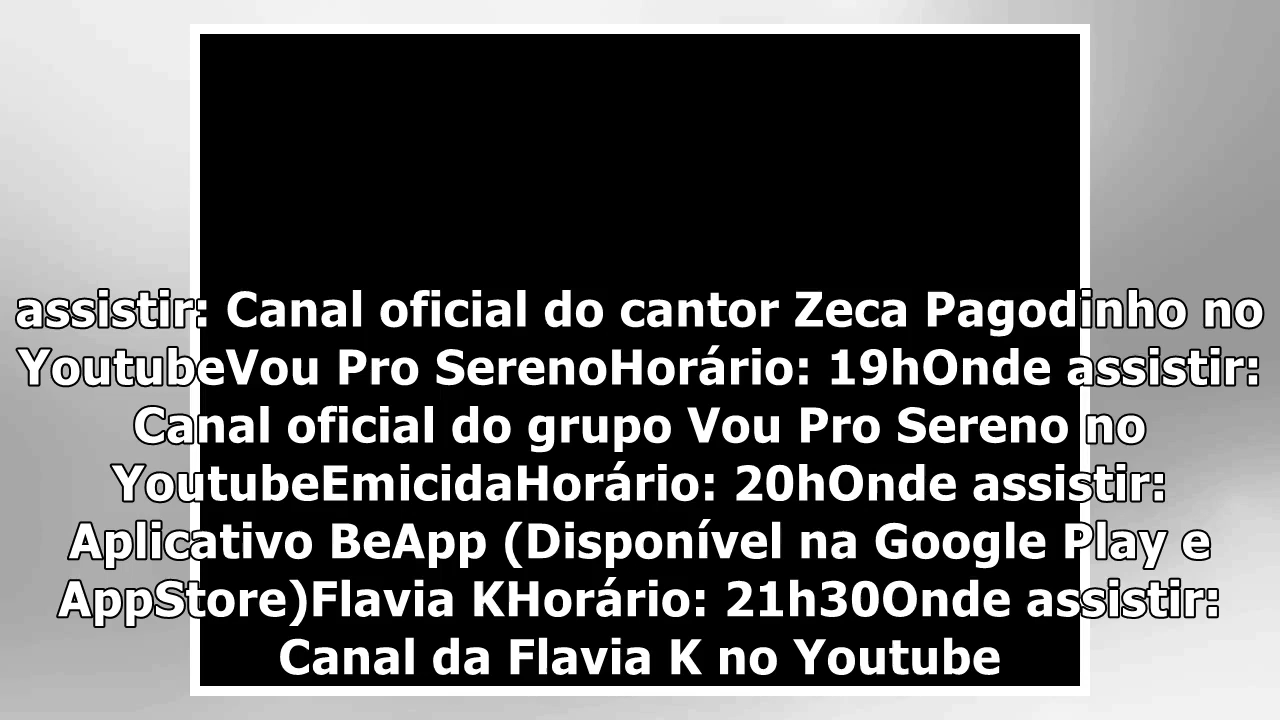 assistir: Canal oficial do cantor Zeca Pagodinho no
YoutubeVou Pro SerenoHorário: 19hOnde assistir:
Canal oficial do grupo Vou Pro Sereno no
YoutubeEmicidaHorário: 20hOnde assistir:
Aplicativo BeApp (Disponível na Google Play e
AppStore)Flavia KHorário: 21h30Onde assistir:
Canal da Flavia K no Youtube